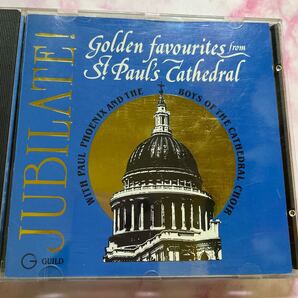 JUBILATE!
Golden favourites from
St Paul's Cathedral
WITH PAUL PHOENIX AND THE BOYS OF THE CATHEDRAL CHOIR
G GUILD